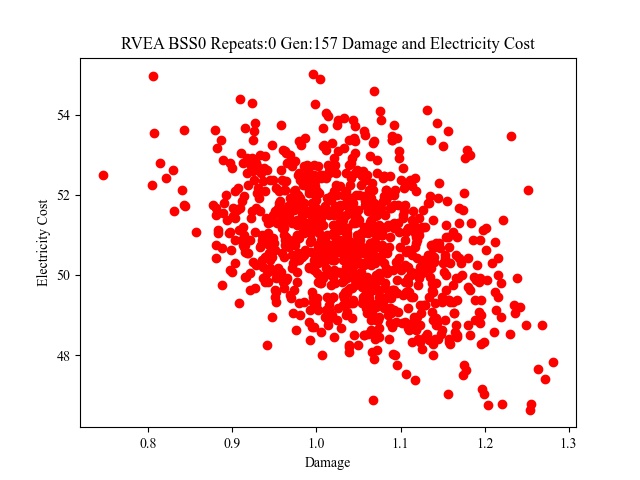 RVEA BSS0 Repeats:0 Gen:157 Damage and Electricity Cost
54
52
50
48
Electricity Cost
0.8 0.9 1.0 1.1 1.2 1.3
Damage